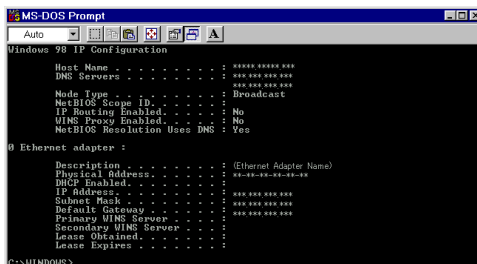 MS-DOS Prompt
Auto A
Windows 98 IP Configuration
Host Name . . . . . . . . . : ***** ***** ***
DNS Servers . . . . . . . . : *** *** *** ***
*** *** *** ***
Node Type . . . . . . . . . : Broadcast
NetBIOS Scope ID. . . . . . :
IP Routing Enabled. . . . . : No
WINS Proxy Enabled. . . . . : No
NetBIOS Resolution Uses DNS : Yes
0 Ethernet adapter :
Description . . . . . . . . : (Ethernet Adapter Name)
Physical Address. . . . . . : **-**-**-**-**-**
DHCP Enabled. . . . . . . . :
IP Address. . . . . . . . . : *** *** *** ***
Subnet Mask . . . . . . . . : *** *** *** ***
Default Gateway . . . . . . : *** *** *** ***
Primary WINS Server . . . . :
Secondary WINS Server . . . :
Lease Obtained. . . . . . . :
Lease Expires . . . . . . . :
C:\WINDOWS>